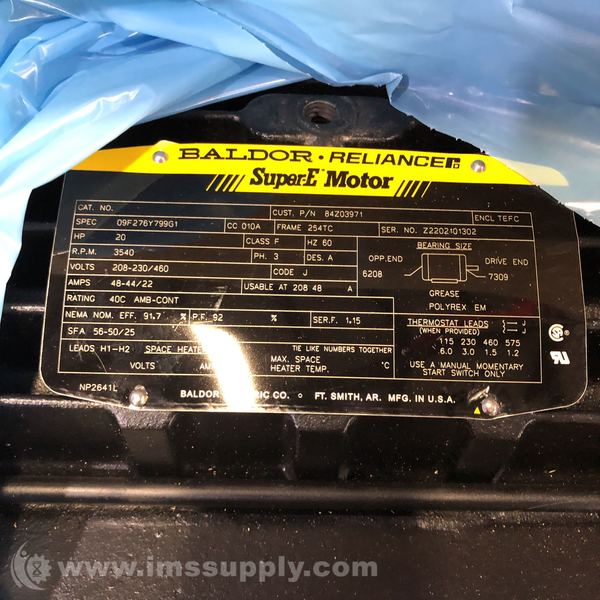 BALDOR • RELIANCER
Super-E Motor
CAT. NO.
CUST. P/N 84Z03971
ENCL TEFC
SPEC 09F276Y799G1
CC 010A
FRAME 254TC
SER. NO. Z2202101302
HP 20
CLASS F
HZ 60
BEARING SIZE
R.P.M. 3540
PH. 3
DES. A
OPP.END
DRIVE END
VOLTS 208-230/460
CODE J
6208
7309
AMPS 48-44/22
USABLE AT 208 48 A
GREASE
RATING 40C AMB-CONT
POLYREX EM
NEMA NOM. EFF. 91.7 % P.F. 92 %
SER.F. 1.15
THERMOSTAT LEADS J
(WHEN PROVIDED) J
SFA 56-50/25
115 230 460 575
LEADS H1-H2 SPACE HEATER
TIE LIKE NUMBERS TOGETHER
6.0 3.0 1.5 1.2
VOLTS
MAX. SPACE
HEATER TEMP. °C
USE A MANUAL MOMENTARY
START SWITCH ONLY
NP2641L
BALDOR ELECTRIC CO. ○ FT. SMITH, AR. MFG. IN U.S.A.
www.imssupply.com